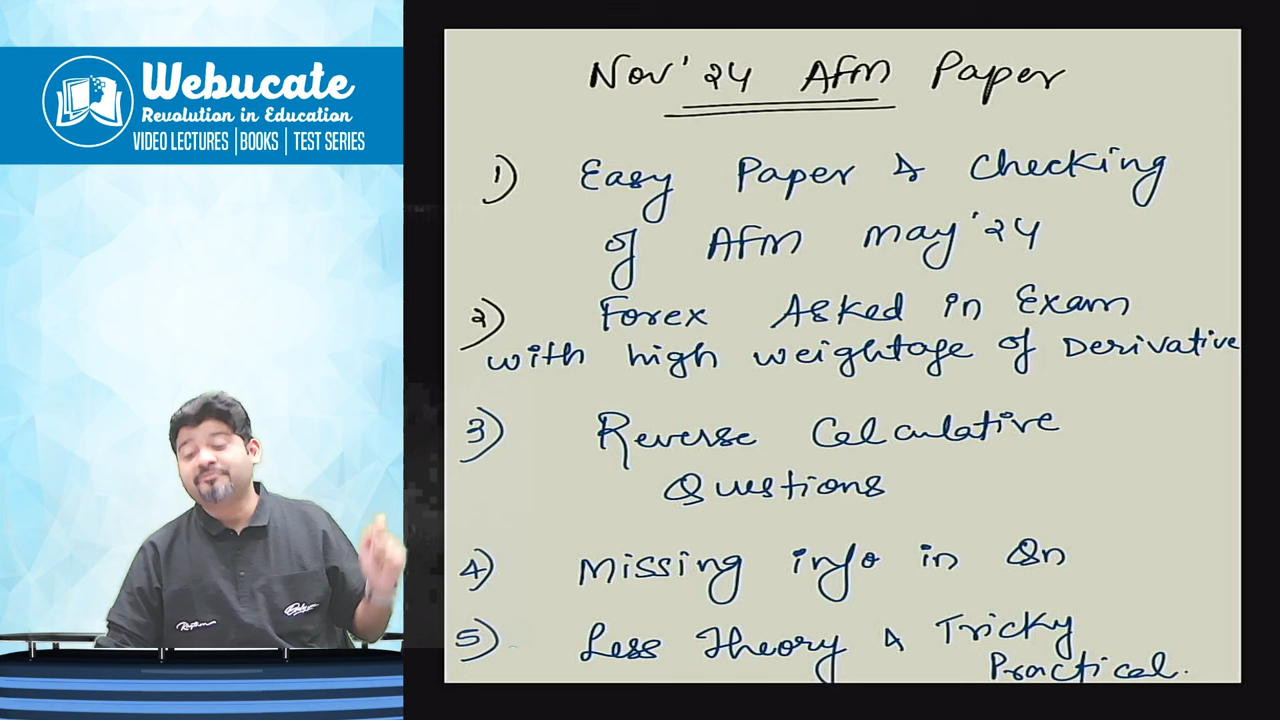 Webucate
Revolution in Education
VIDEO LECTURES | BOOKS | TEST SERIES
Nov' 24 AFM Paper
1) Easy Paper & Checking
of AFM May' 24
2) Forex Asked in Exam
with high weightage of Derivative
3) Reverse Calculative
Questions
4) Missing info in Qn
5) Less Theory & Tricky
Practical.